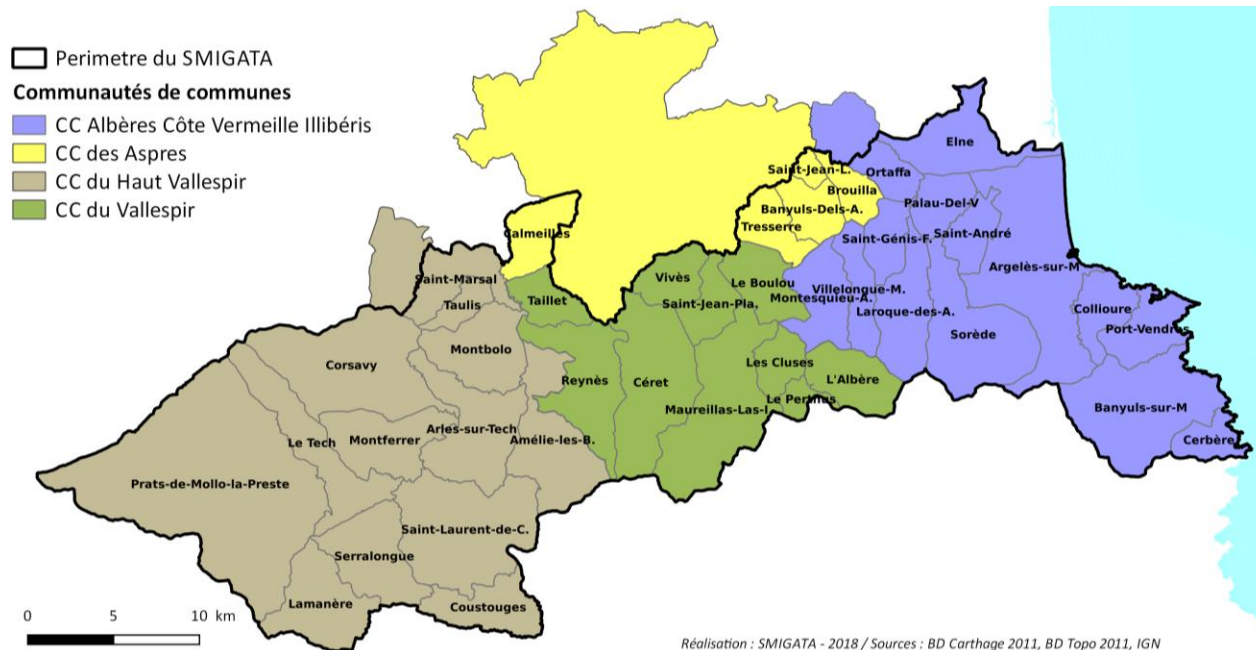 Perimetre du SMIGATA
Communautés de communes
CC Albères Côte Vermeille Illibéris
CC des Aspres
CC du Haut Vallespir
CC du Vallespir
Elne
Saint-Jean-L.
Ortaffa
Brouilla
Palau-Del-V
Banyuls-Dels-A.
Tresserre
Calmeilles
Saint-Génis-F.
Saint-André
Argelès-sur-M
Saint-Marsal
Taulis
Taillet
Vivès
Le Boulou
Saint-Jean-Pla.
Montesquieu-A.
Villelongue-M.
Laroque-des-A.
Collioure
Port-Vendres
Sorède
Montbolo
Corsavy
Les Cluses
L'Albère
Reynès
Céret
Le Perthus
Maureillas-Las-I.
Banyuls-sur-M
Cerbère
Le Tech
Montferrer
Arles-sur-Tech
Amélie-les-B.
Prats-de-Mollo-la-Preste
Saint-Laurent-de-C.
Serralongue
Lamanère
Coustouges
0 5 10 km
Réalisation : SMIGATA - 2018 / Sources : BD Carthage 2011, BD Topo 2011, IGN